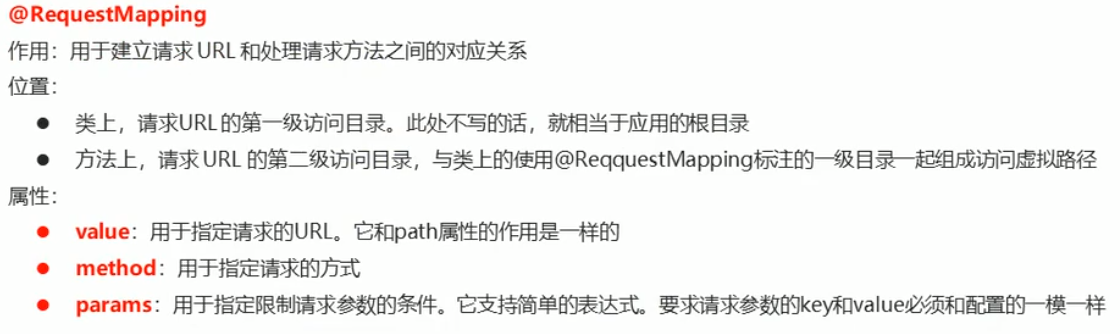 @RequestMapping
作用：用于建立请求 URL 和处理请求方法之间的对应关系
位置：
● 类上，请求URL 的第一级访问目录。此处不写的话，就相当于应用的根目录
● 方法上，请求 URL 的第二级访问目录，与类上的使用@ReqquestMapping标注的一级目录一起组成访问虚拟路径
属性：
● value：用于指定请求的URL。它和path属性的作用是一样的
● method：用于指定请求的方式
● params：用于指定限制请求参数的条件。它支持简单的表达式。要求请求参数的key和value必须和配置的一模一样